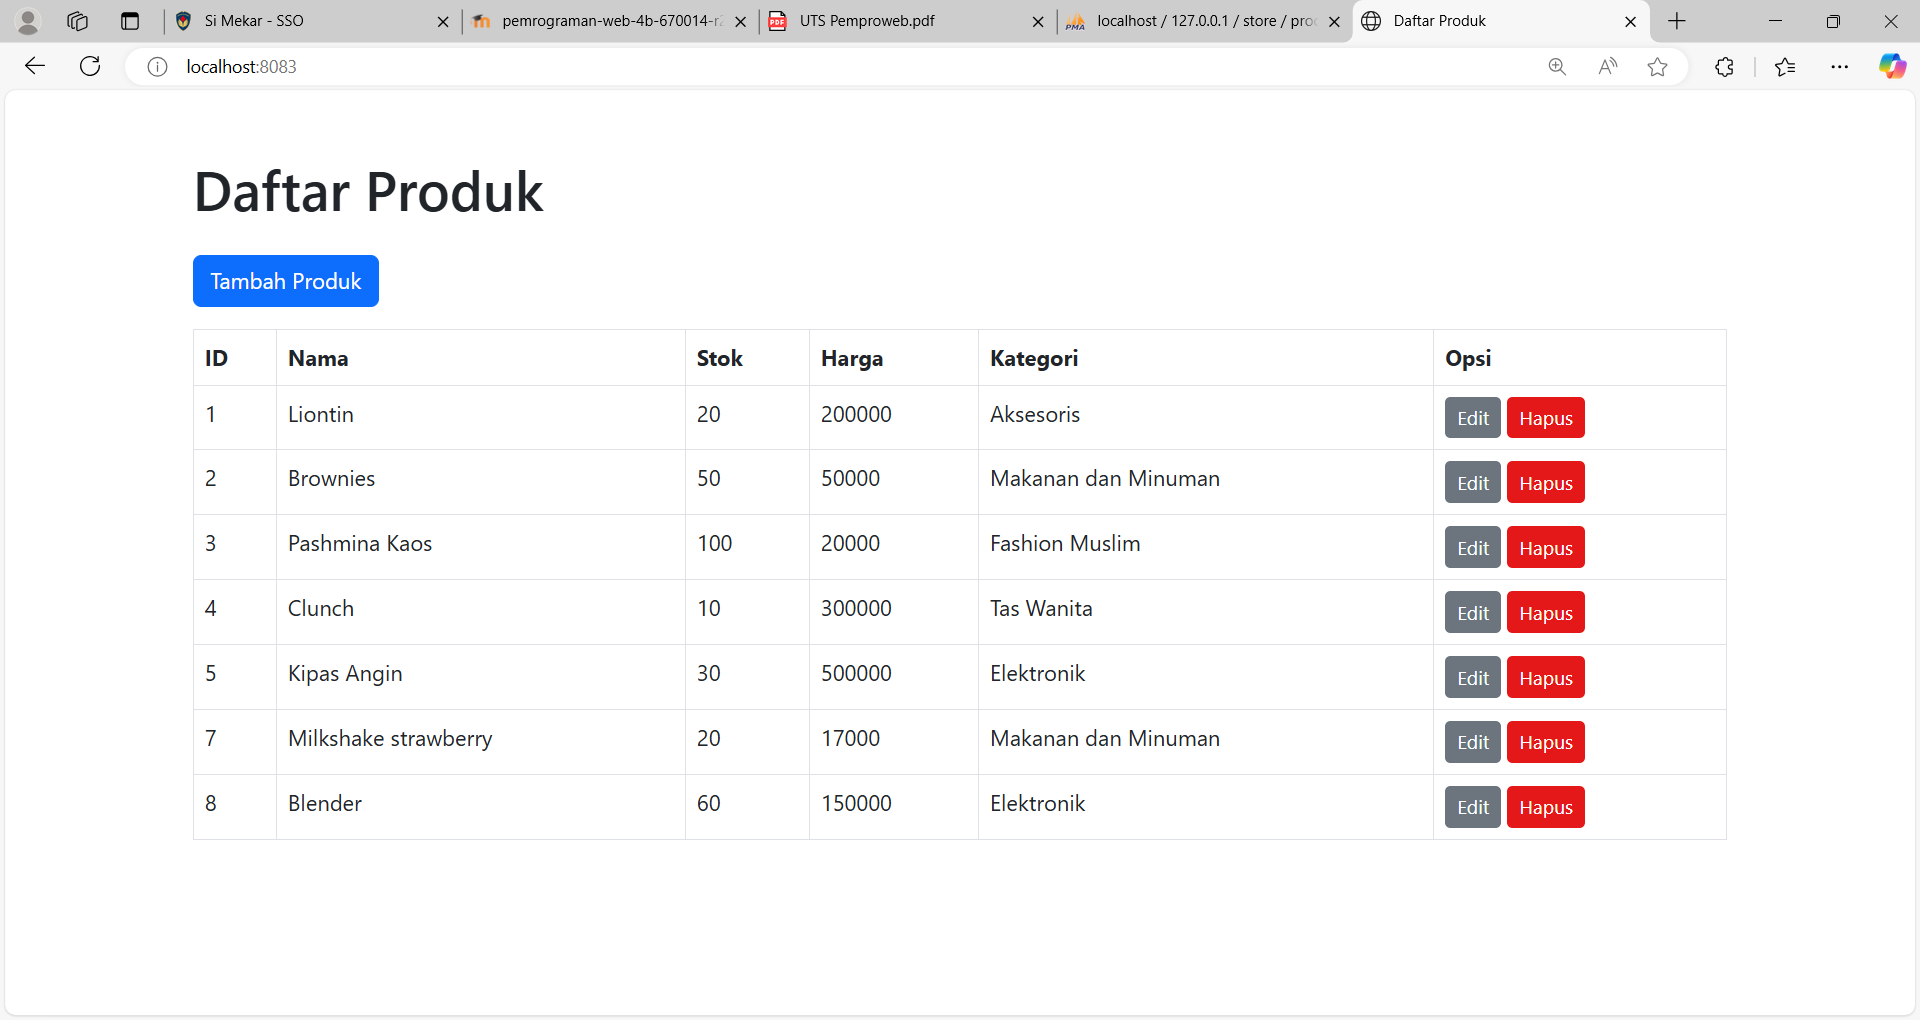 Si Mekar - SSO
pemrograman-web-4b-670014-r2
UTS Pemproweb.pdf
localhost / 127.0.0.1 / store / pro
Daftar Produk
localhost:8083
Daftar Produk
Tambah Produk
ID Nama Stok Harga Kategori Opsi
1 Liontin 20 200000 Aksesoris Edit Hapus
2 Brownies 50 50000 Makanan dan Minuman Edit Hapus
3 Pashmina Kaos 100 20000 Fashion Muslim Edit Hapus
4 Clunch 10 300000 Tas Wanita Edit Hapus
5 Kipas Angin 30 500000 Elektronik Edit Hapus
7 Milkshake strawberry 20 17000 Makanan dan Minuman Edit Hapus
8 Blender 60 150000 Elektronik Edit Hapus